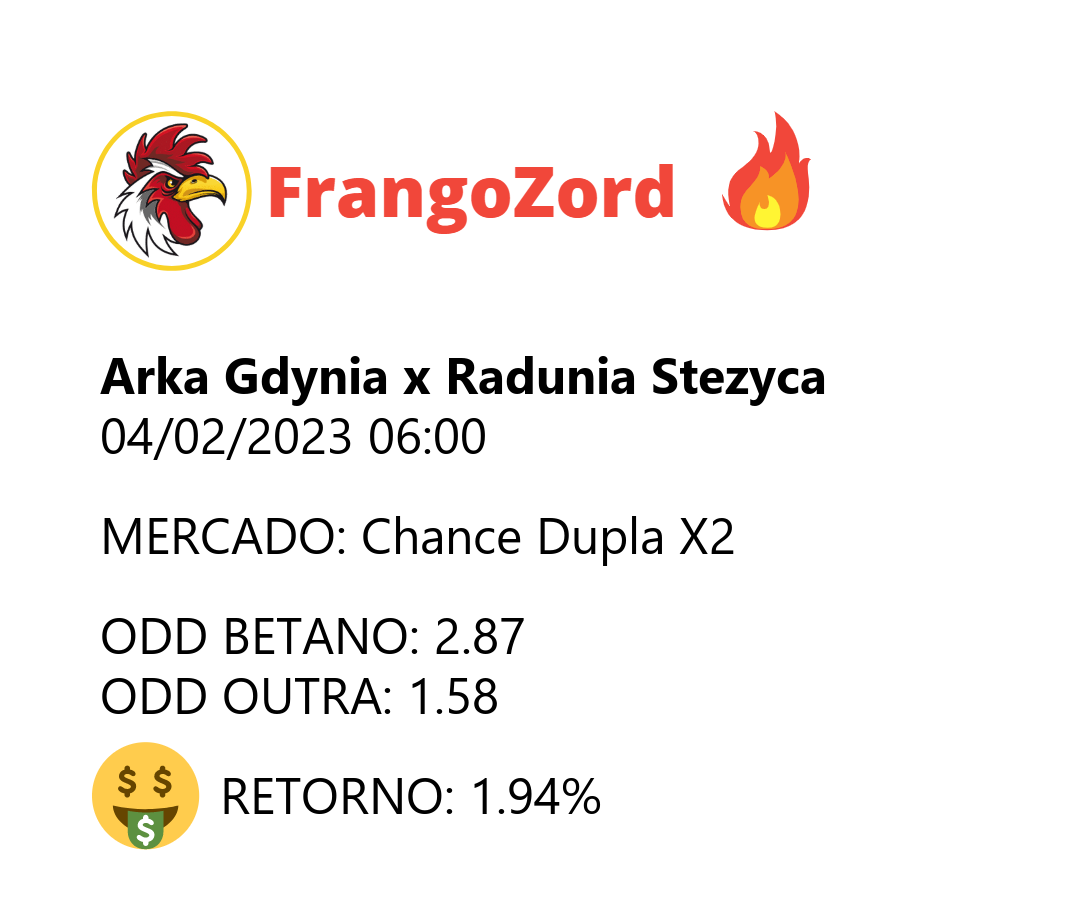 FrangoZord
Arka Gdynia x Radunia Stezyca
04/02/2023 06:00
MERCADO: Chance Dupla X2
ODD BETANO: 2.87
ODD OUTRA: 1.58
RETORNO: 1.94%